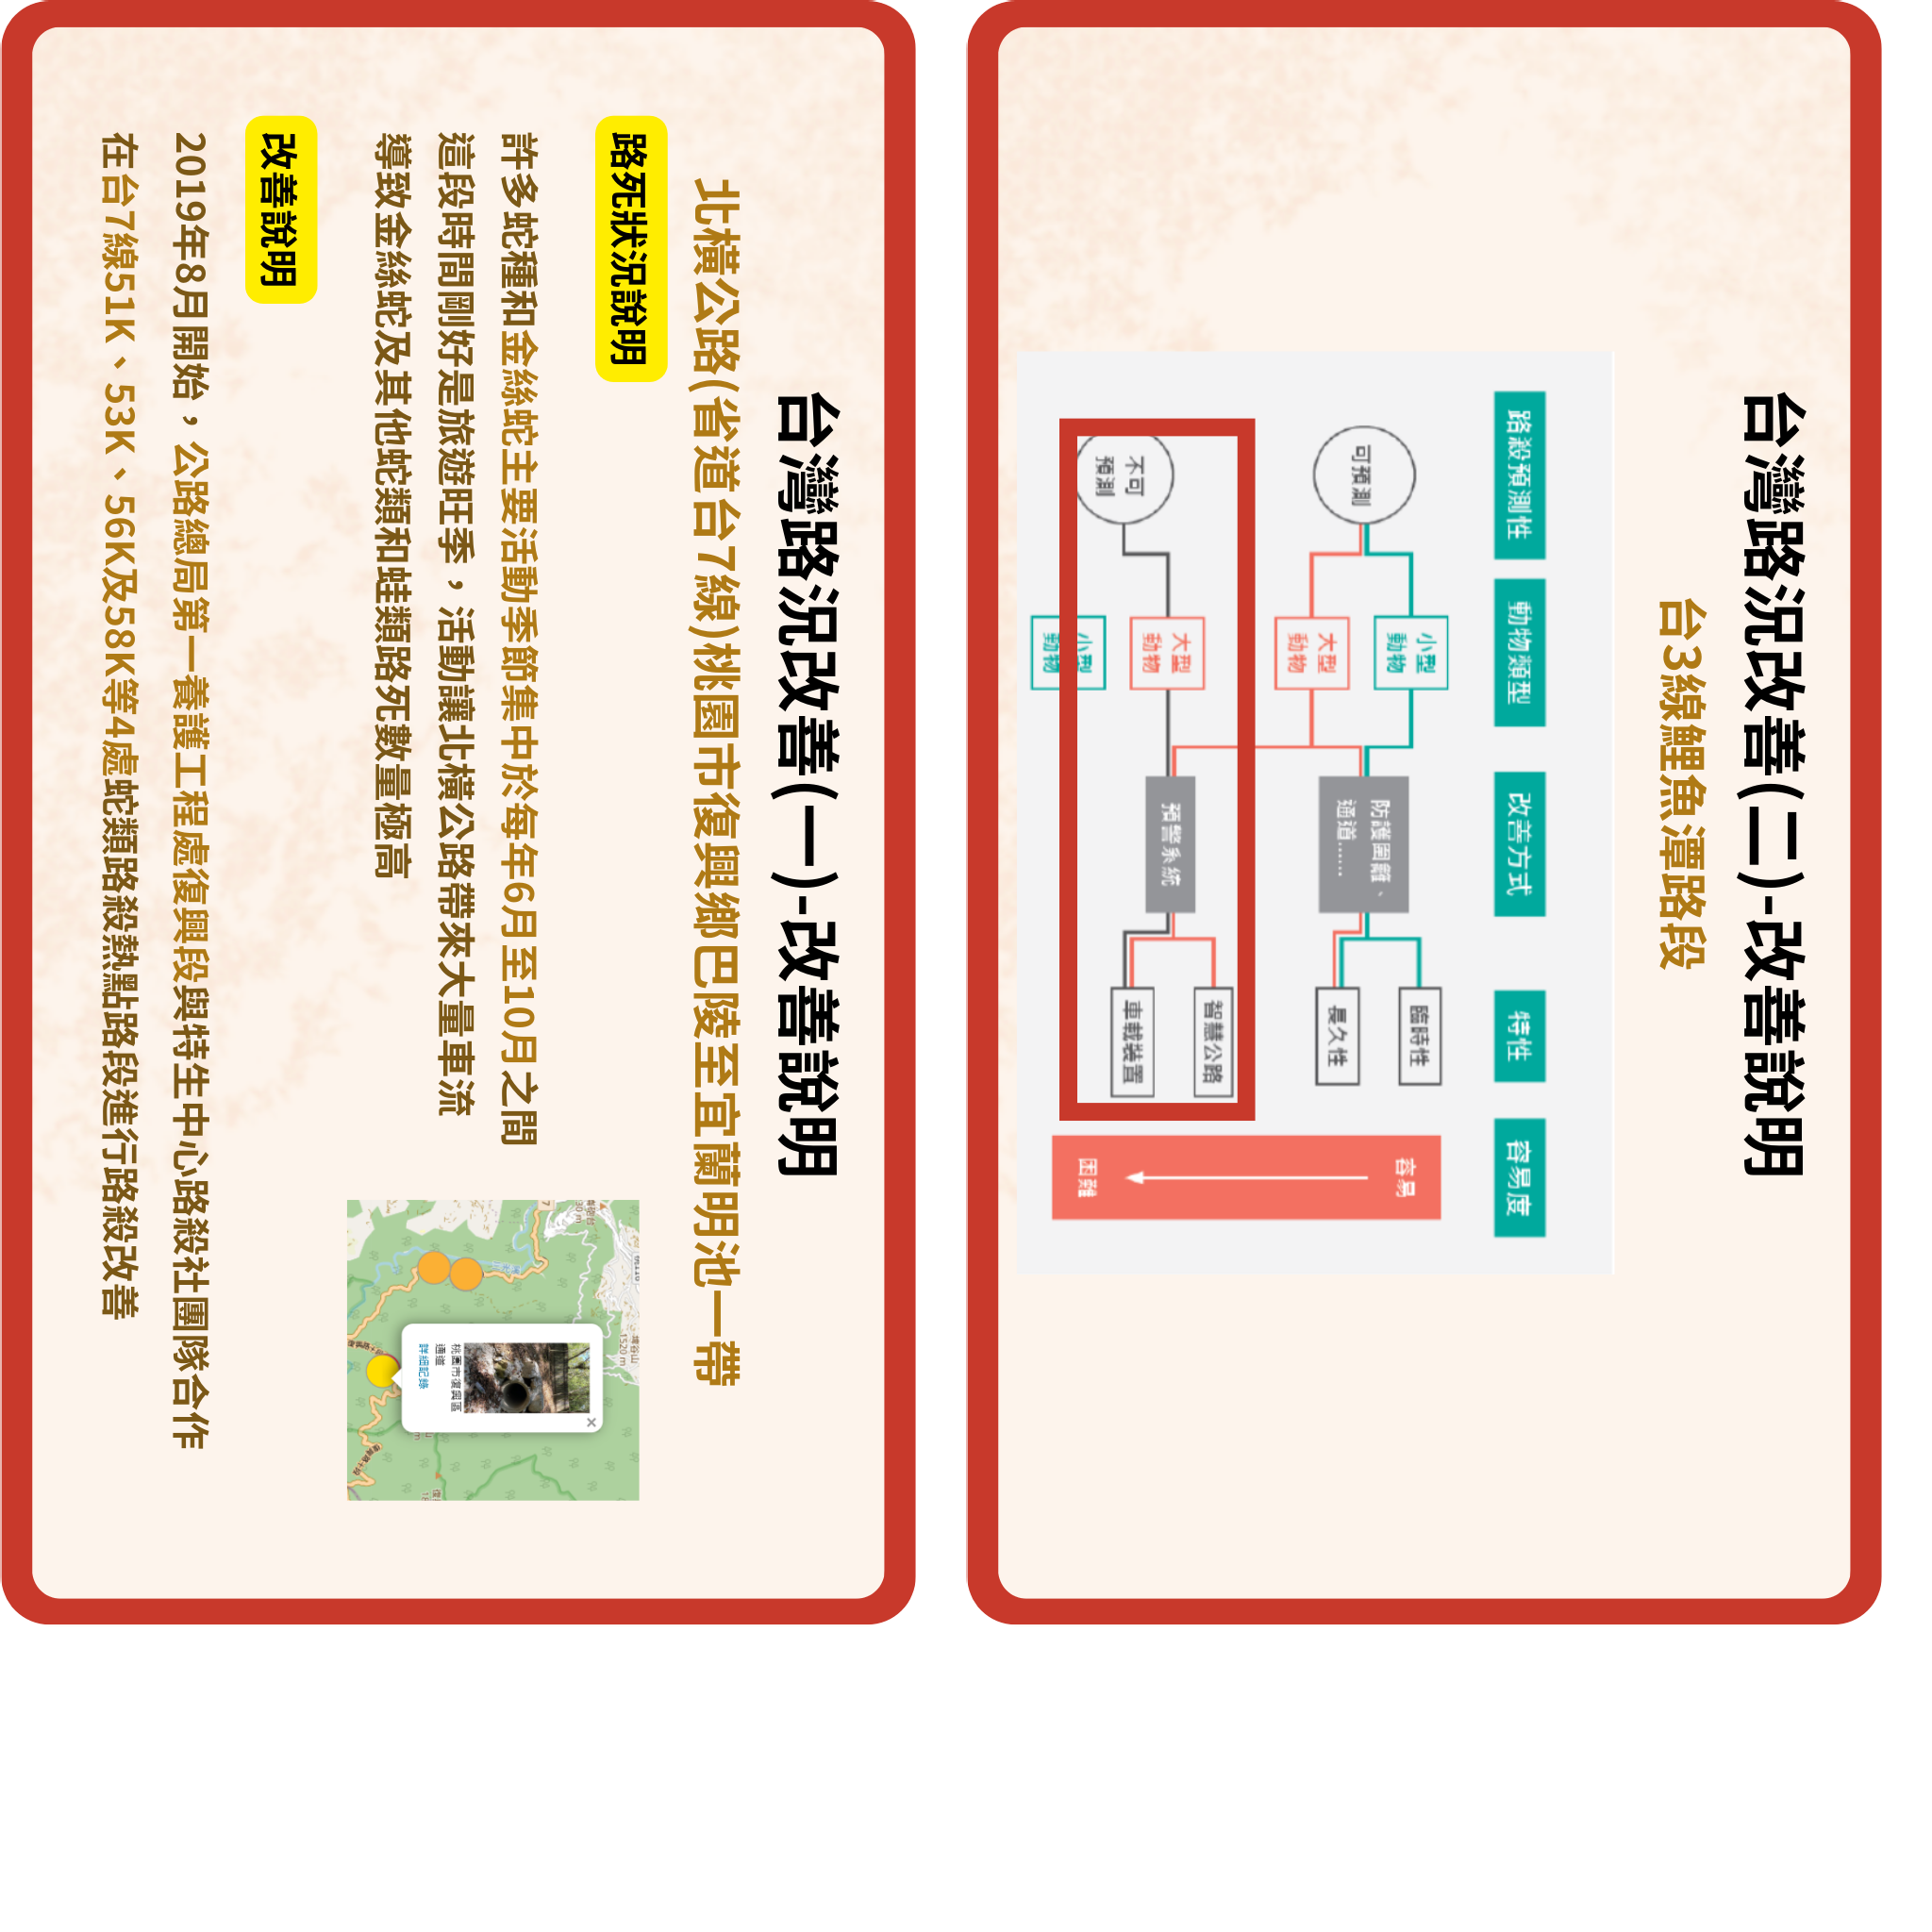 台灣路況改善(一)-改善說明
北橫公路(省道台7線)桃園市復興鄉巴陵至宜蘭明池一帶
路死狀況說明
許多蛇種和金絲蛇主要活動季節集中於每年6月至10月之間
這段時間剛好是旅遊旺季，活動讓北橫公路帶來大量車流
導致金絲蛇及其他蛇類和蛙類路死數量極高
改善說明
2019年8月開始，公路總局第一養護工程處復興段與特生中心路殺社團隊合作
在台7線51K、53K、56K及58K等4處蛇類路殺熱點路段進行路殺改善
1520 m
×
桃園市復興區
通道
詳細記錄
台灣路況改善(二)-改善說明
台3線鯉魚潭路段
路殺預測性
動物類型
改善方式
特性
容易度
可預測
小型
動物
大型
動物
防護圍籬、
通道……
臨時性
長久性
容易
不可
預測
大型
動物
小型
動物
預警系統
智慧公路
車載裝置
困難